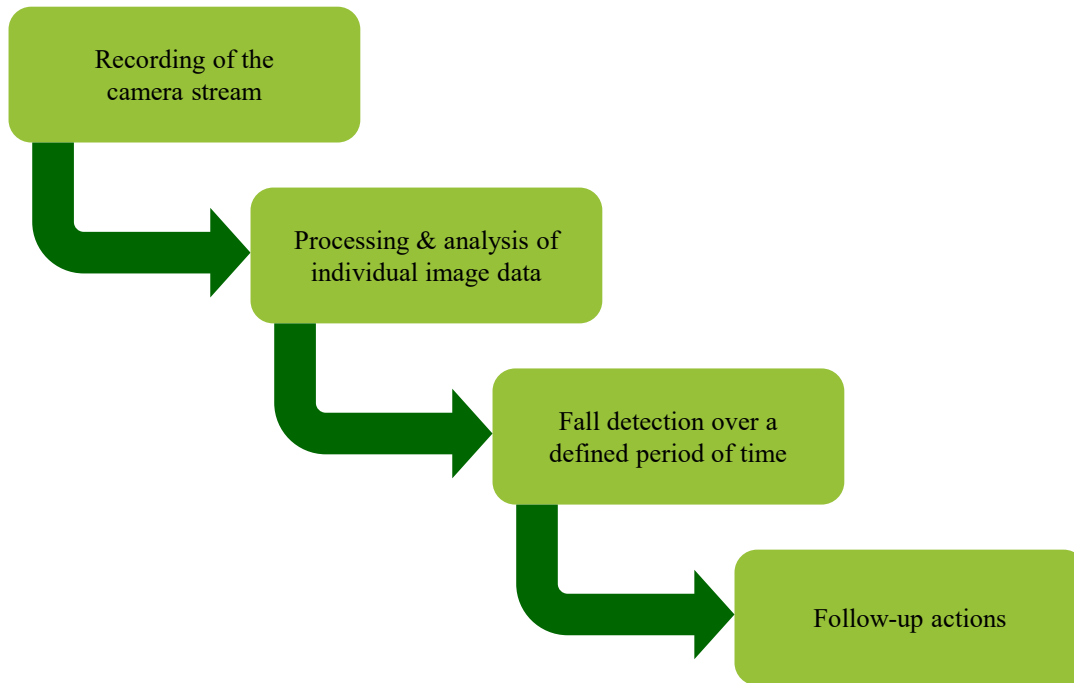 Recording of the
camera stream
Processing & analysis of
individual image data
Fall detection over a
defined period of time
Follow-up actions